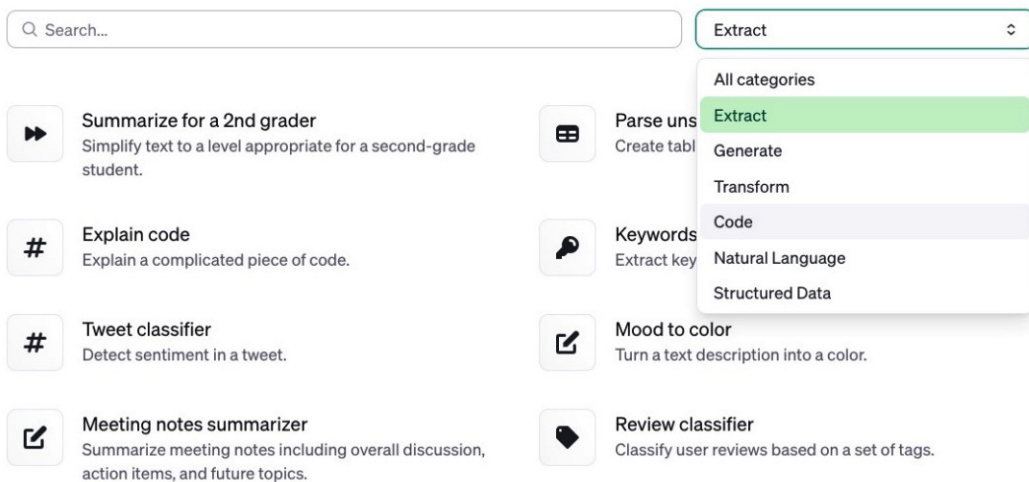 Search...
Extract
All categories
Extract
Generate
Transform
Code
Natural Language
Structured Data
Summarize for a 2nd grader
Simplify text to a level appropriate for a second-grade
student.
Parse
Create
Explain code
Explain a complicated piece of code.
Keywords
Extract
Tweet classifier
Detect sentiment in a tweet.
Mood to color
Turn a text description into a color.
Meeting notes summarizer
Summarize meeting notes including overall discussion,
action items, and future topics.
Review classifier
Classify user reviews based on a set of tags.